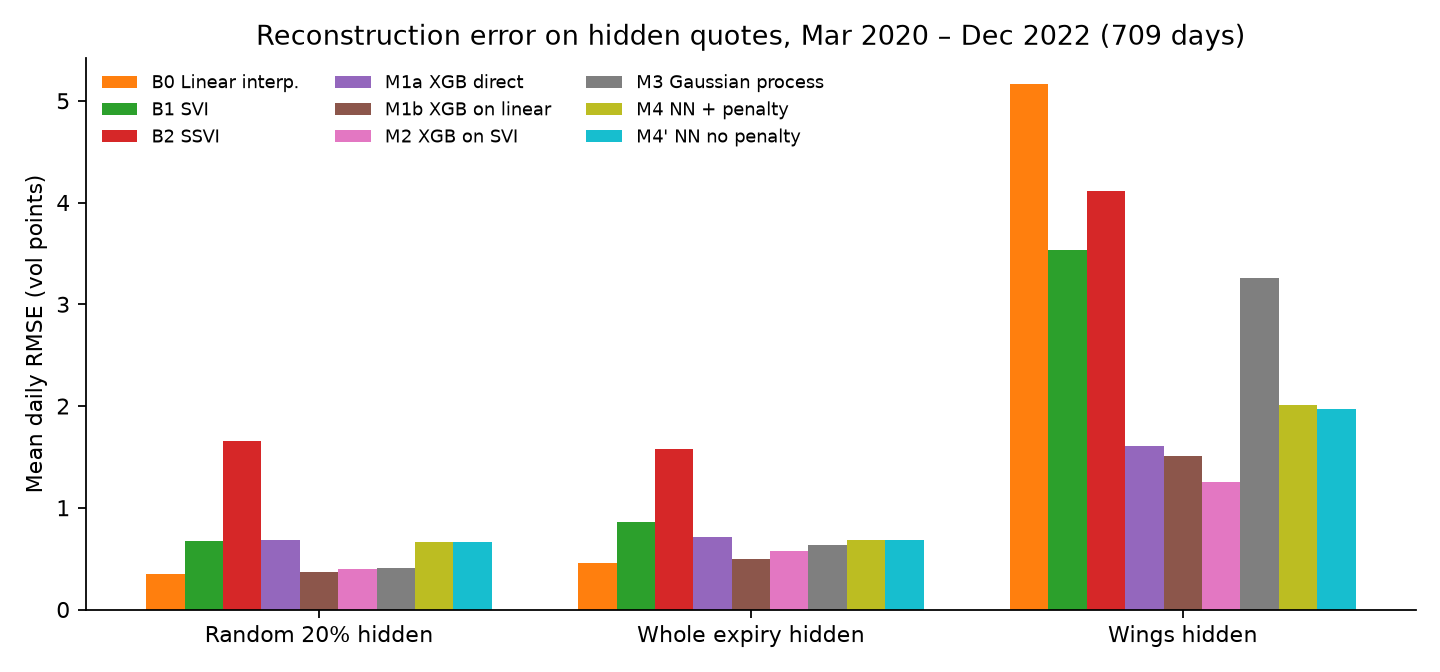 Reconstruction error on hidden quotes, Mar 2020 – Dec 2022 (709 days)
B0 Linear interp.
B1 SVI
B2 SSVI
M1a XGB direct
M1b XGB on linear
M2 XGB on SVI
M3 Gaussian process
M4 NN + penalty
M4' NN no penalty
Mean daily RMSE (vol points)
5
4
3
2
1
0
Random 20% hidden
Whole expiry hidden
Wings hidden